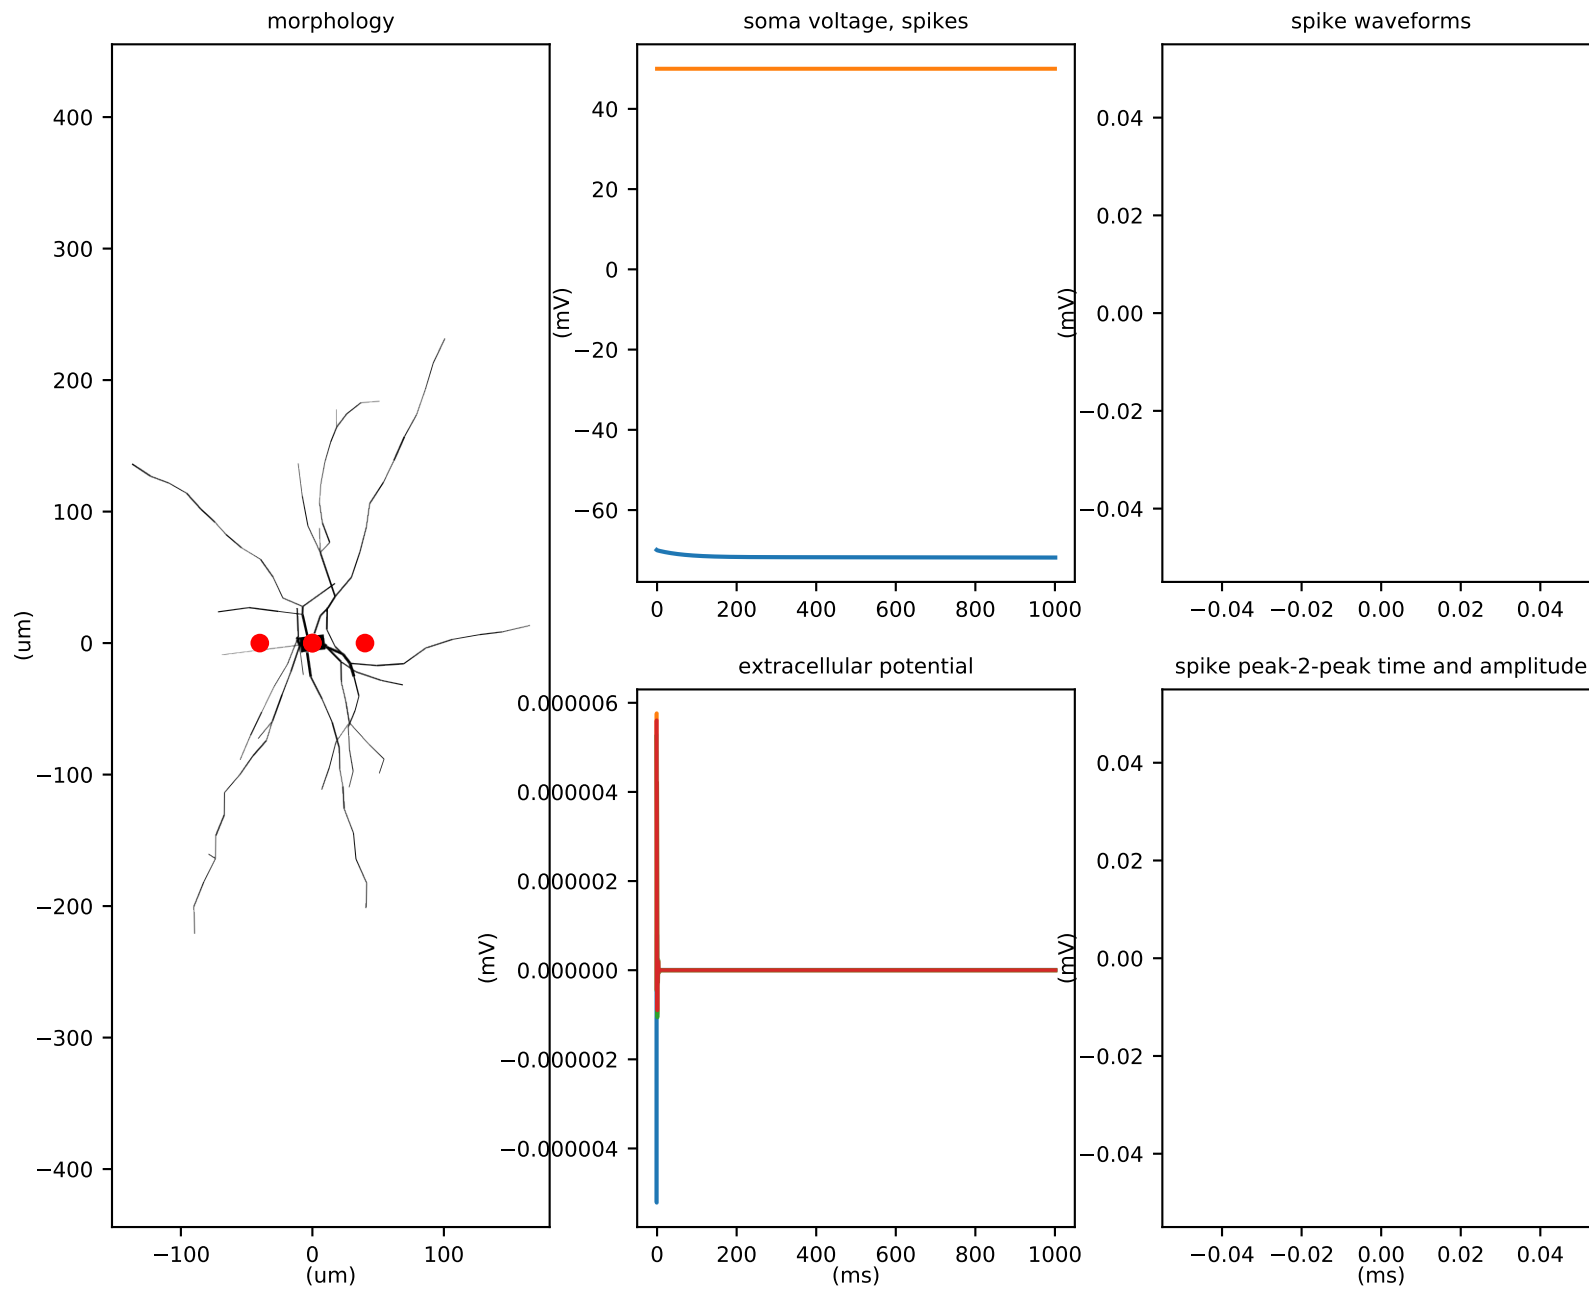 morphology
400
300
200
100
0
−100
−200
−300
−400
(um)
−100 0 100
(um)
soma voltage, spikes
40
20
0
−20
−40
−60
(mV)
0 200 400 600 800 1000
spike waveforms
0.04
0.02
0.00
−0.02
−0.04
(mV)
−0.04 −0.02 0.00 0.02 0.04
extracellular potential
0.000006
0.000004
0.000002
0.000000
−0.000002
−0.000004
(mV)
0 200 400 600 800 1000
(ms)
spike peak-2-peak time and amplitude
0.04
0.02
0.00
−0.02
−0.04
(mV)
−0.04 −0.02 0.00 0.02 0.04
(ms)